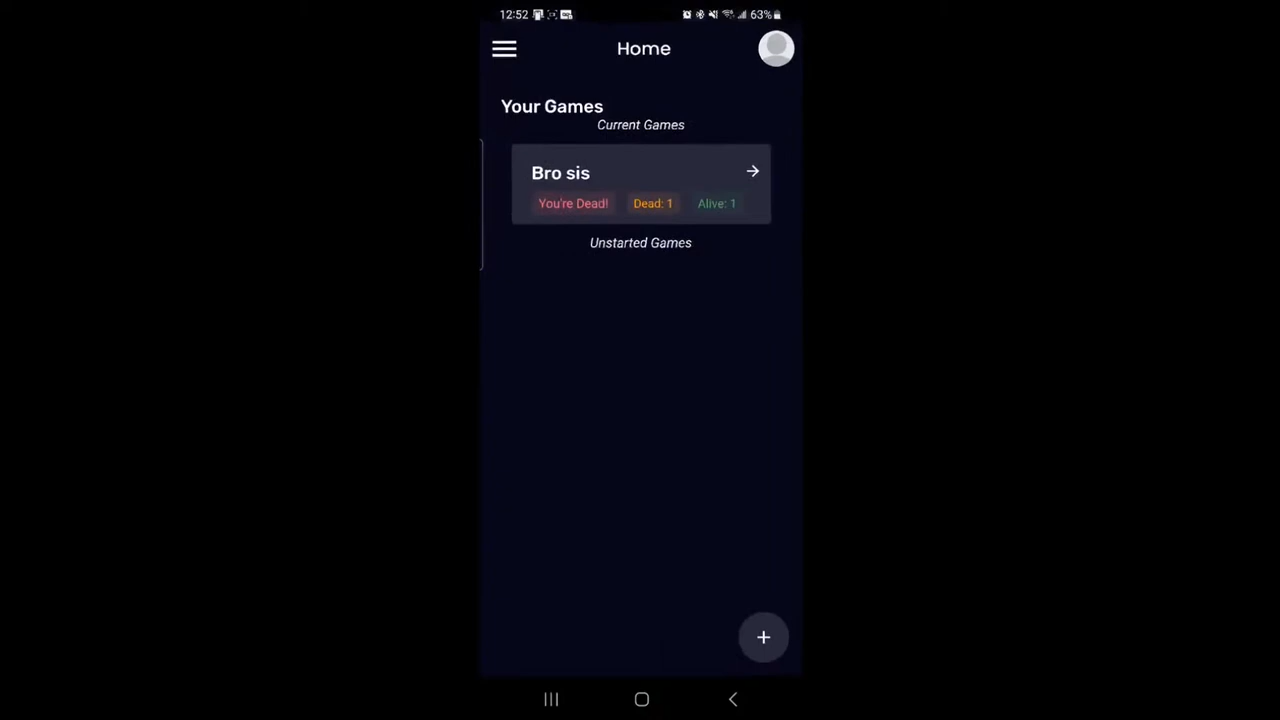 12:52 63%
Home
Your Games
Current Games
Bro sis
You're Dead! Dead: 1 Alive: 1
Unstarted Games
+